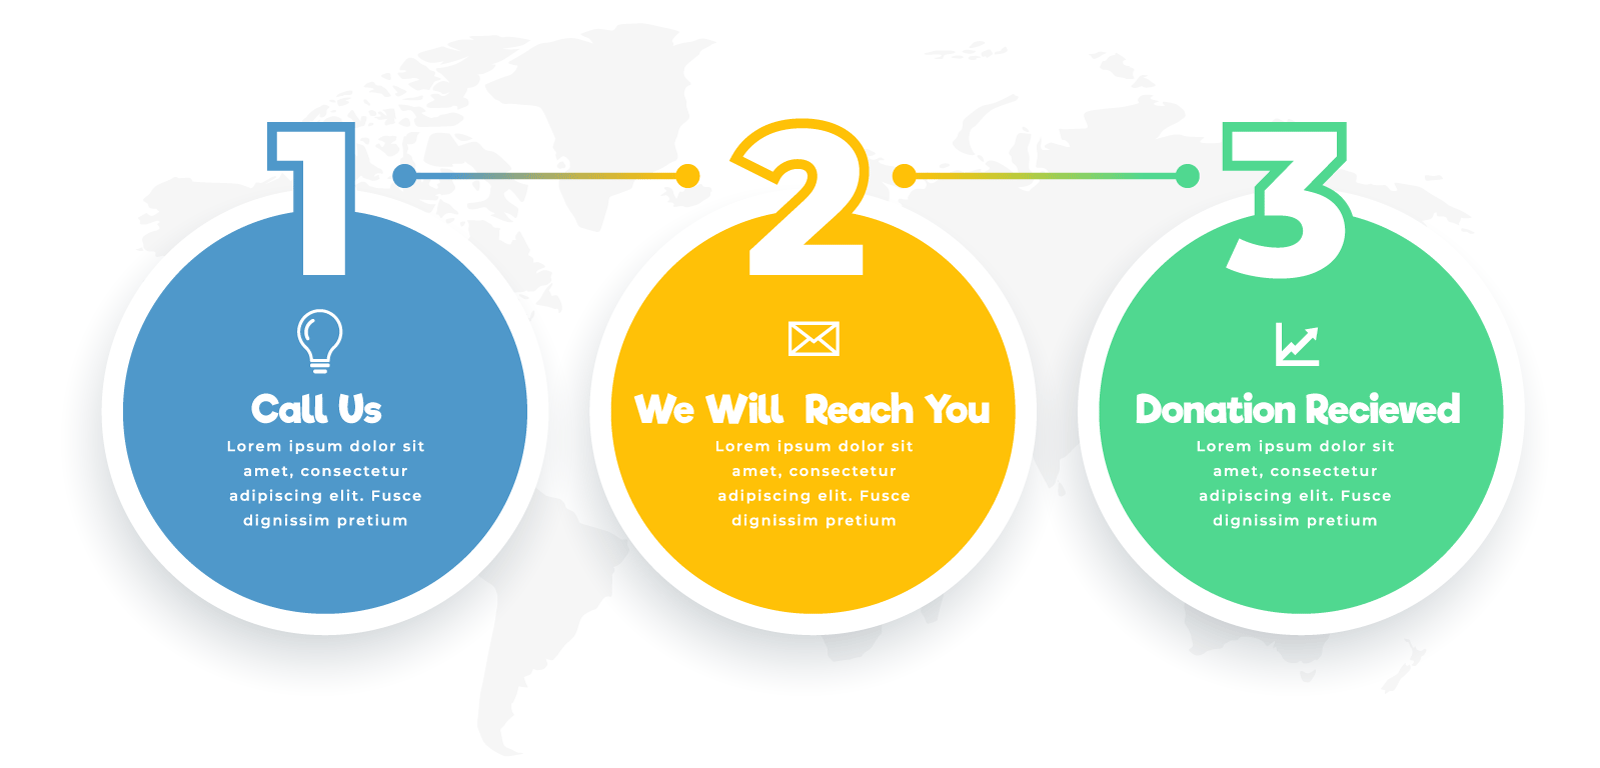 1
Call Us
Lorem ipsum dolor sit
amet, consectetur
adipiscing elit. Fusce
dignissim pretium
2
We Will Reach You
Lorem ipsum dolor sit
amet, consectetur
adipiscing elit. Fusce
dignissim pretium
3
Donation Recieved
Lorem ipsum dolor sit
amet, consectetur
adipiscing elit. Fusce
dignissim pretium